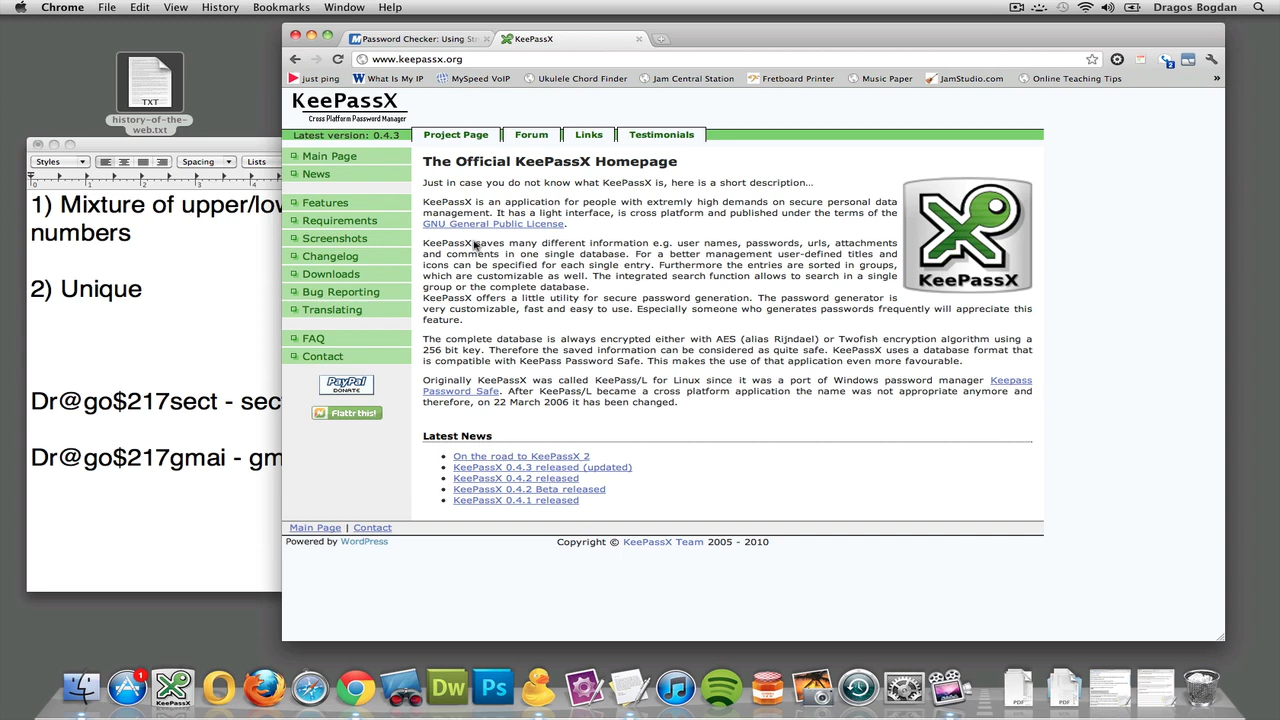 Chrome File Edit View History Bookmarks Window Help Dragos Bogdan
Password Checker: Using St KeePassX
www.keepassx.org
just ping What Is My IP MySpeed VoIP Ukulele Chord Finder Jam Central Station Fretboard Printer Music Paper JamStudio.com Online Teaching Tips »
TXT
history-of-the-
web.txt
Styles Spacing Lists
0 1 2 3 4
1) Mixture of upper/low
numbers
2) Unique
Dr@go$217sect - sec
Dr@go$217gmai - gm
KeePassX
Cross Platform Password Manager
Latest version: 0.4.3
Project Page Forum Links Testimonials
Main Page
News
Features
Requirements
Screenshots
Changelog
Downloads
Bug Reporting
Translating
FAQ
Contact
PayPal
DONATE
Flattr this!
The Official KeePassX Homepage
Just in case you do not know what KeePassX is, here is a short description...
KeePassX is an application for people with extremly high demands on secure personal data
management. It has a light interface, is cross platform and published under the terms of the
GNU General Public License.
KeePassX saves many different information e.g. user names, passwords, urls, attachments
and comments in one single database. For a better management user-defined titles and
icons can be specified for each single entry. Furthermore the entries are sorted in groups,
which are customizable as well. The integrated search function allows to search in a single
group or the complete database.
KeePassX offers a little utility for secure password generation. The password generator is
very customizable, fast and easy to use. Especially someone who generates passwords frequently will appreciate this
feature.
The complete database is always encrypted either with AES (alias Rijndael) or Twofish encryption algorithm using a
256 bit key. Therefore the saved information can be considered as quite safe. KeePassX uses a database format that
is compatible with KeePass Password Safe. This makes the use of that application even more favourable.
Originally KeePassX was called KeePass/L for Linux since it was a port of Windows password manager Keepass
Password Safe. After KeePass/L became a cross platform application the name was not appropriate anymore and
therefore, on 22 March 2006 it has been changed.
KeePassX
Latest News
On the road to KeePassX 2
KeePassX 0.4.3 released (updated)
KeePassX 0.4.2 released
KeePassX 0.4.2 Beta released
KeePassX 0.4.1 released
Main Page | Contact
Powered by WordPress
Copyright © KeePassX Team 2005 - 2010
1
KeePassX
Dw
Ps
PDF
PDF